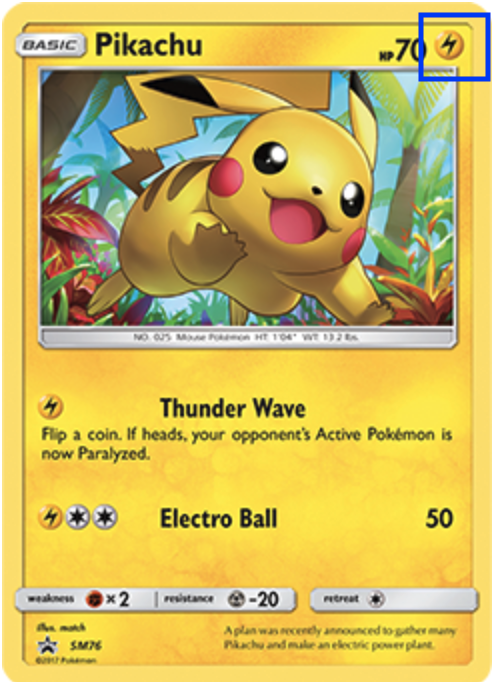 BASIC Pikachu HP70
NO. 025 Mouse Pokémon HT: 1'04" WT: 13.2 lbs.
Thunder Wave
Flip a coin. If heads, your opponent's Active Pokémon is
now Paralyzed.
Electro Ball 50
weakness ×2 resistance -20 retreat
Illus. match
SM76
©2017 Pokémon
A plan was recently announced to gather many
Pikachu and make an electric power plant.